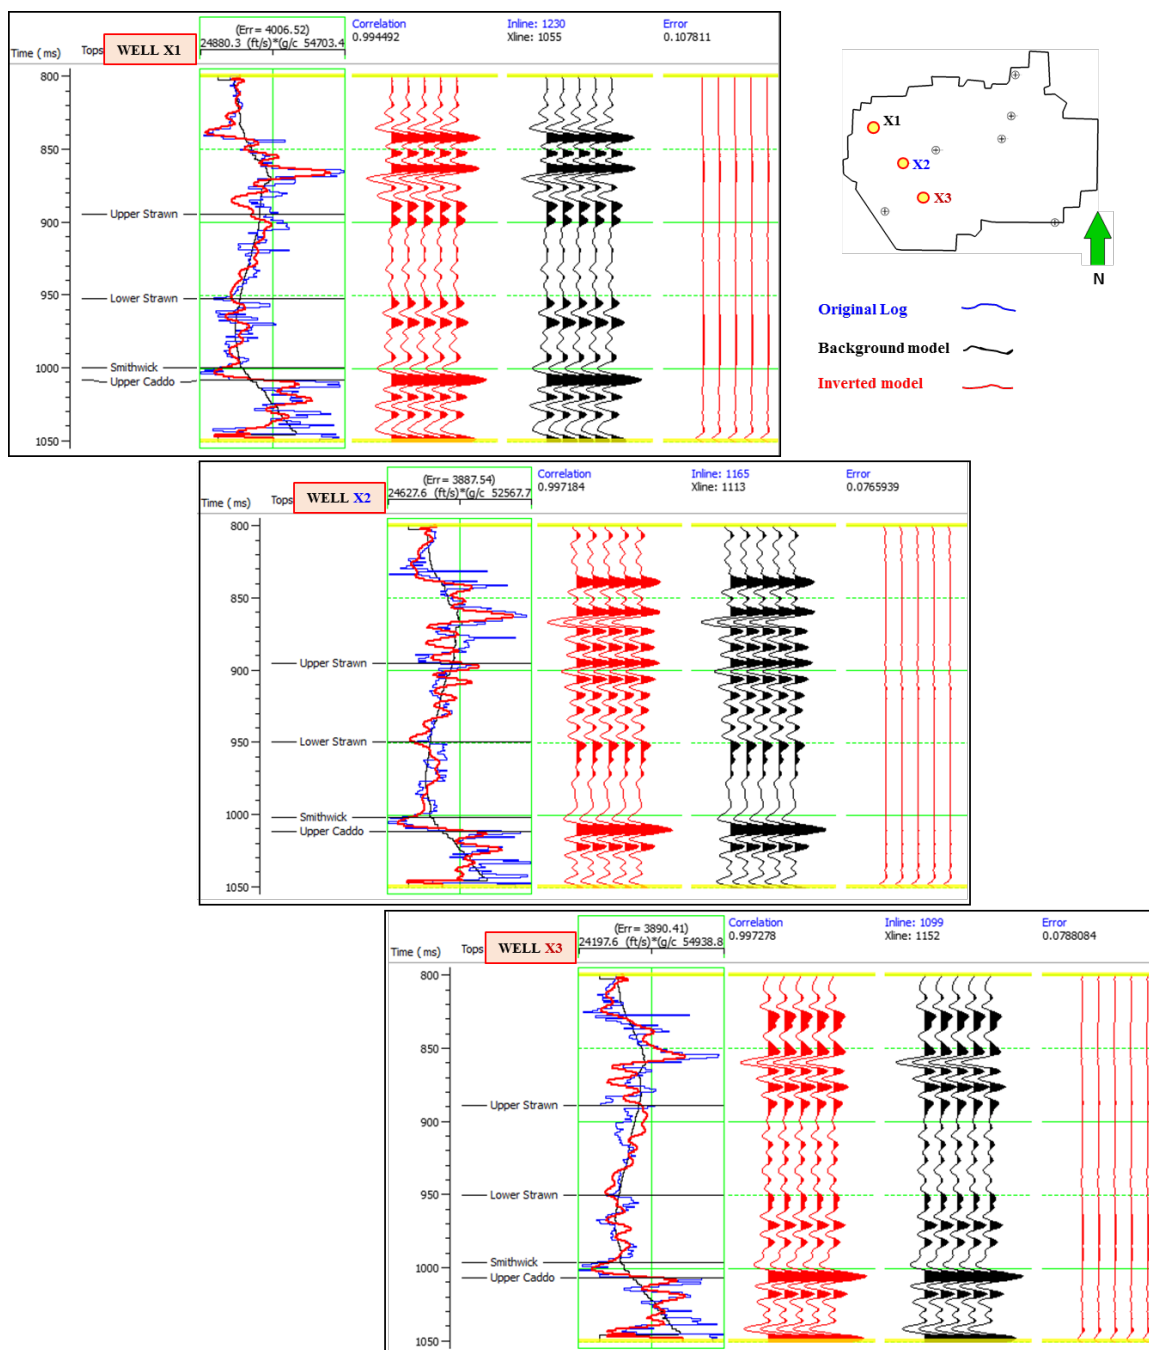 (Err= 4006.52)
24880.3 (ft/s)*(g/c 54703.4
Correlation
0.994492
Inline: 1230
Xline: 1055
Error
0.107811
Time (ms)
Tops
WELL X1
800
850
900
950
1000
1050
Upper Strawn
Lower Strawn
Smithwick
Upper Caddo
X1
X2
X3
N
Original Log
Background model
Inverted model
(Err= 3887.54)
24627.6 (ft/s)*(g/c 52567.7
Correlation
0.997184
Inline: 1165
Xline: 1113
Error
0.0765939
Time (ms)
Tops
WELL X2
800
850
900
950
1000
1050
Upper Strawn
Lower Strawn
Smithwick
Upper Caddo
(Err= 3890.41)
24197.6 (ft/s)*(g/c 54938.8
Correlation
0.997278
Inline: 1099
Xline: 1152
Error
0.0788084
Time (ms)
Tops
WELL X3
800
850
900
950
1000
1050
Upper Strawn
Lower Strawn
Smithwick
Upper Caddo